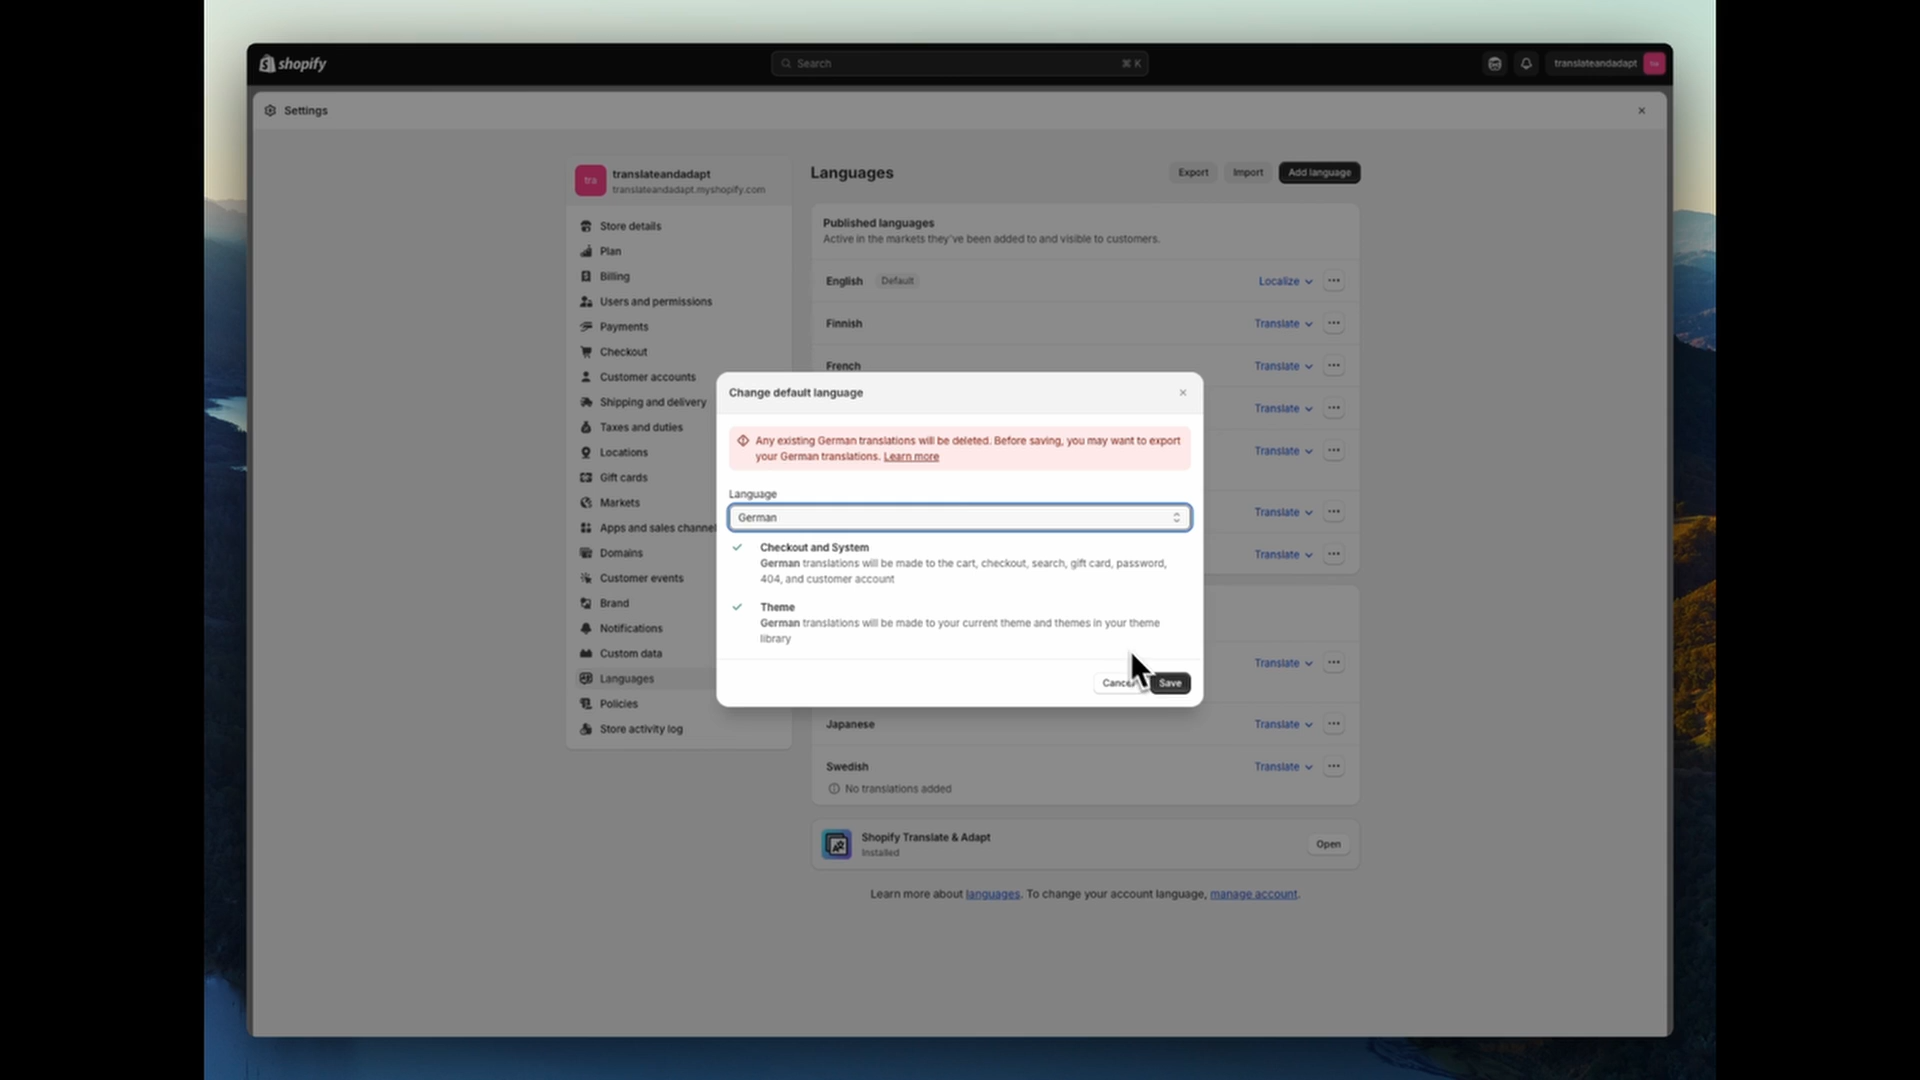 shopify
Search
⌘ K
translateandadapt
Settings
tra
translateandadapt
translateandadapt.myshopify.com
Store details
Plan
Billing
Users and permissions
Payments
Checkout
Customer accounts
Shipping and delivery
Taxes and duties
Locations
Gift cards
Markets
Apps and sales channel
Domains
Customer events
Brand
Notifications
Custom data
Languages
Policies
Store activity log
Languages
Export
Import
Add language
Published languages
Active in the markets they've been added to and visible to customers.
English
Default
Localize
Finnish
Translate
French
Translate
Translate
Translate
Translate
Translate
Change default language
Any existing German translations will be deleted. Before saving, you may want to export
your German translations. Learn more
Language
German
Checkout and System
German translations will be made to the cart, checkout, search, gift card, password,
404, and customer account
Theme
German translations will be made to your current theme and themes in your theme
library
Cancel
Save
Translate
Japanese
Translate
Swedish
Translate
No translations added
Shopify Translate & Adapt
Installed
Open
Learn more about languages. To change your account language, manage account.